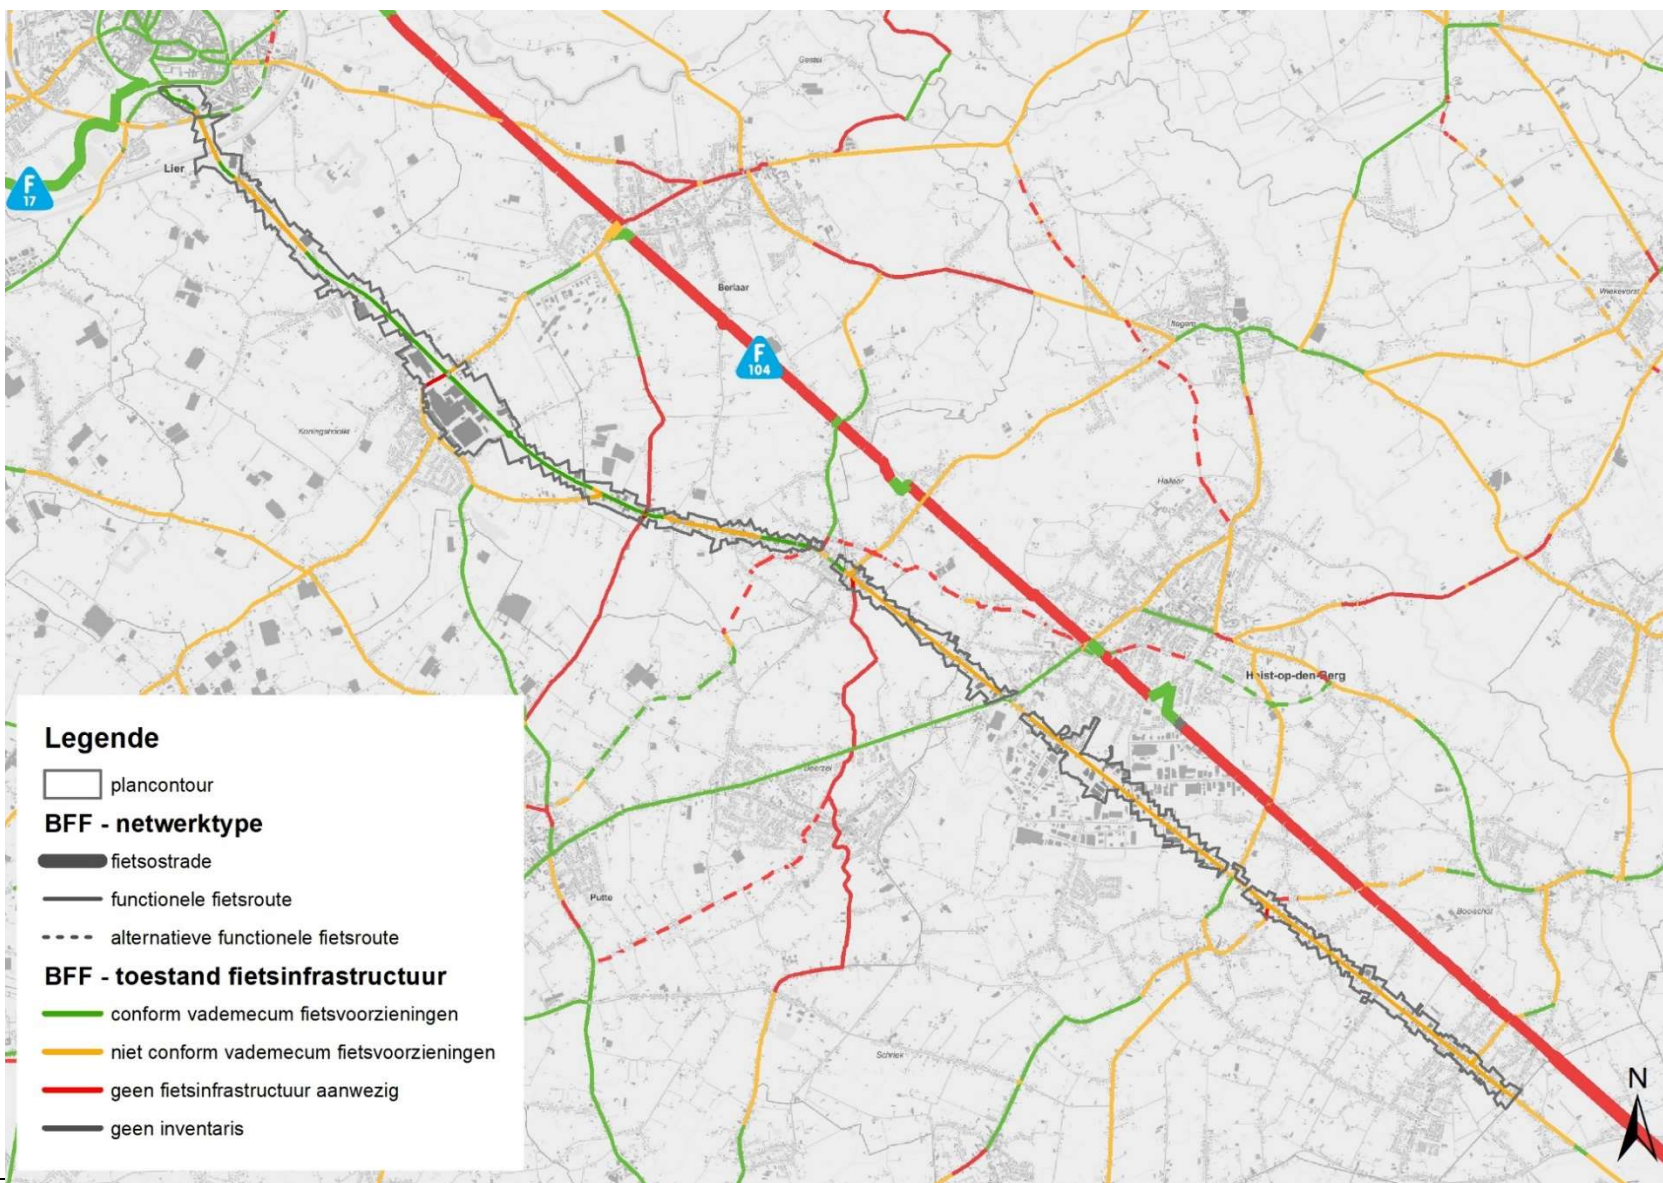 Gestel
Lier
F
17
Berlaar
Wiekevorst
Itegem
F
104
Koningshooikt
Hallaar
Heist-op-den-Berg
Beerzel
Putte
Booischot
Schriek
N
Legende
plancontour
BFF - netwerktype
fietsostrade
functionele fietsroute
alternatieve functionele fietsroute
BFF - toestand fietsinfrastructuur
conform vademecum fietsvoorzieningen
niet conform vademecum fietsvoorzieningen
geen fietsinfrastructuur aanwezig
geen inventaris